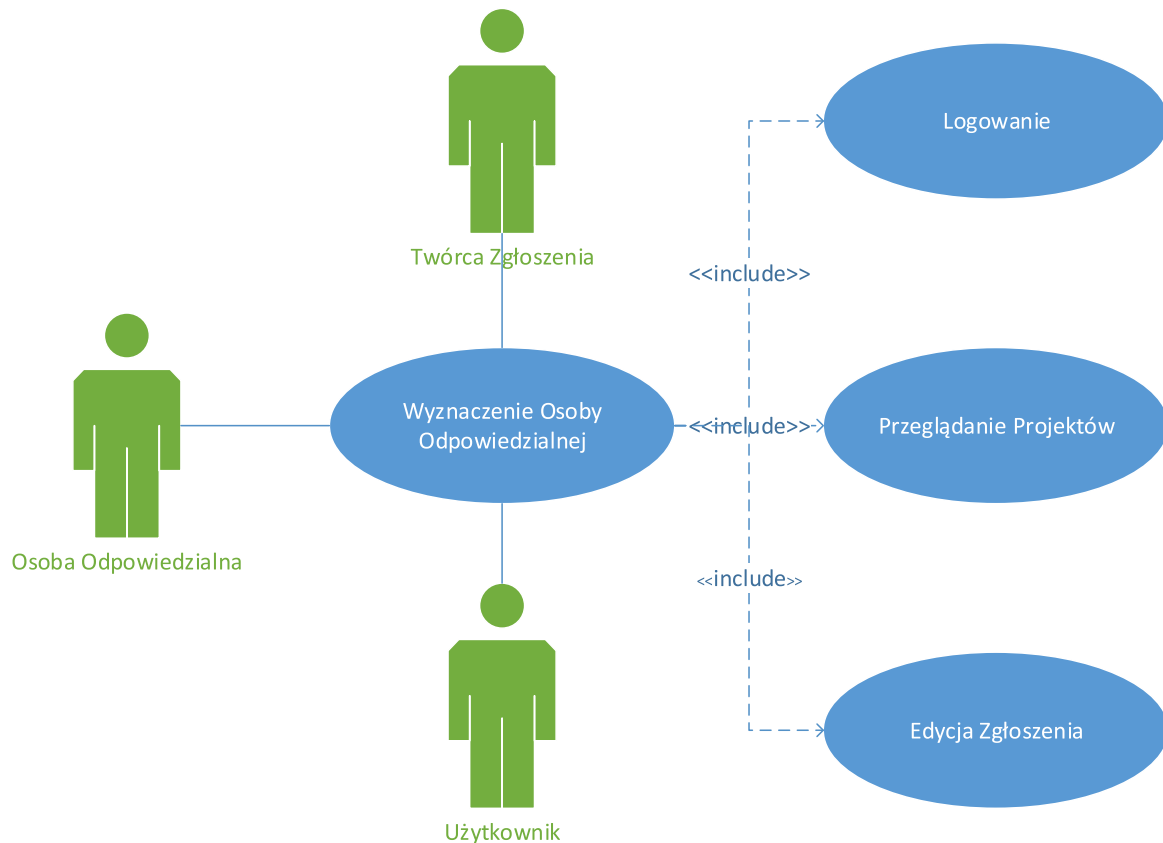 Logowanie
Twórca Zgłoszenia
<<include>>
Wyznaczenie Osoby
Odpowiedzialnej
<<include>>
Przeglądanie Projektów
Osoba Odpowiedzialna
<<include>>
Edycja Zgłoszenia
Użytkownik